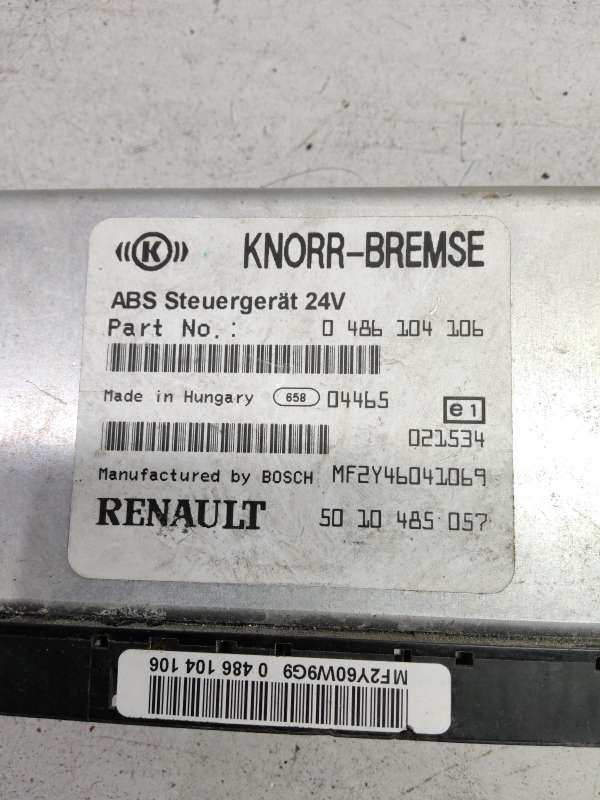 K KNORR-BREMSE
ABS Steuergerät 24V
Part No.: 0 486 104 106
Made in Hungary 658 04465
e1
021534
Manufactured by BOSCH MF2Y46041069
RENAULT 50 10 485 057
MF2Y60W9G9 0 486 104 106